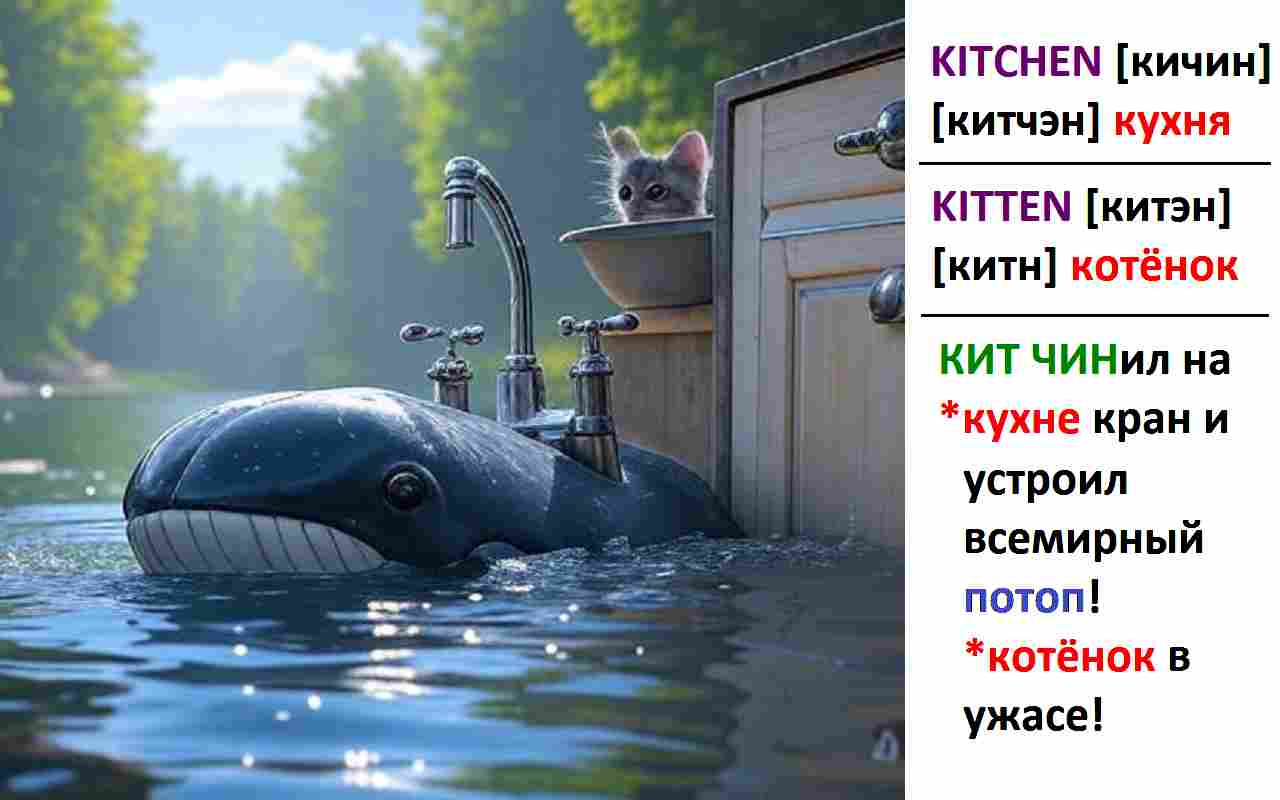 KITCHEN [кичин]
[китчэн] кухня
KITTEN [китэн]
[китн] котёнок
КИТ ЧИНил на
*кухне кран и
устроил
всемирный
потоп!
*котёнок в
ужасе!